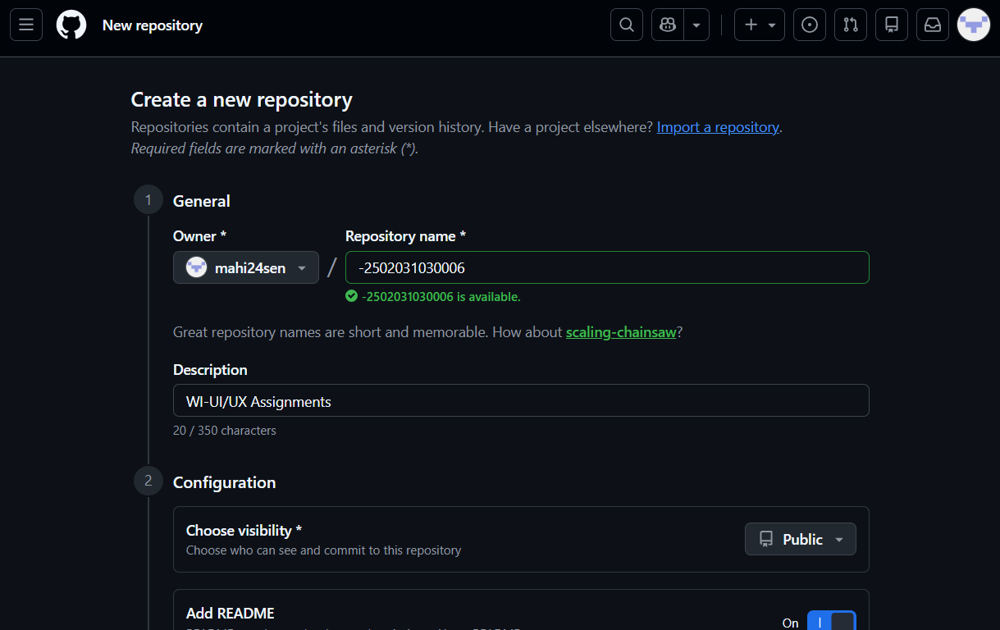 New repository
Create a new repository
Repositories contain a project's files and version history. Have a project elsewhere? Import a repository.
Required fields are marked with an asterisk (*).
1 General
Owner * Repository name *
mahi24sen / -2502031030006
-2502031030006 is available.
Great repository names are short and memorable. How about scaling-chainsaw?
Description
WI-UI/UX Assignments
20 / 350 characters
2 Configuration
Choose visibility *
Choose who can see and commit to this repository
Public
Add README
On